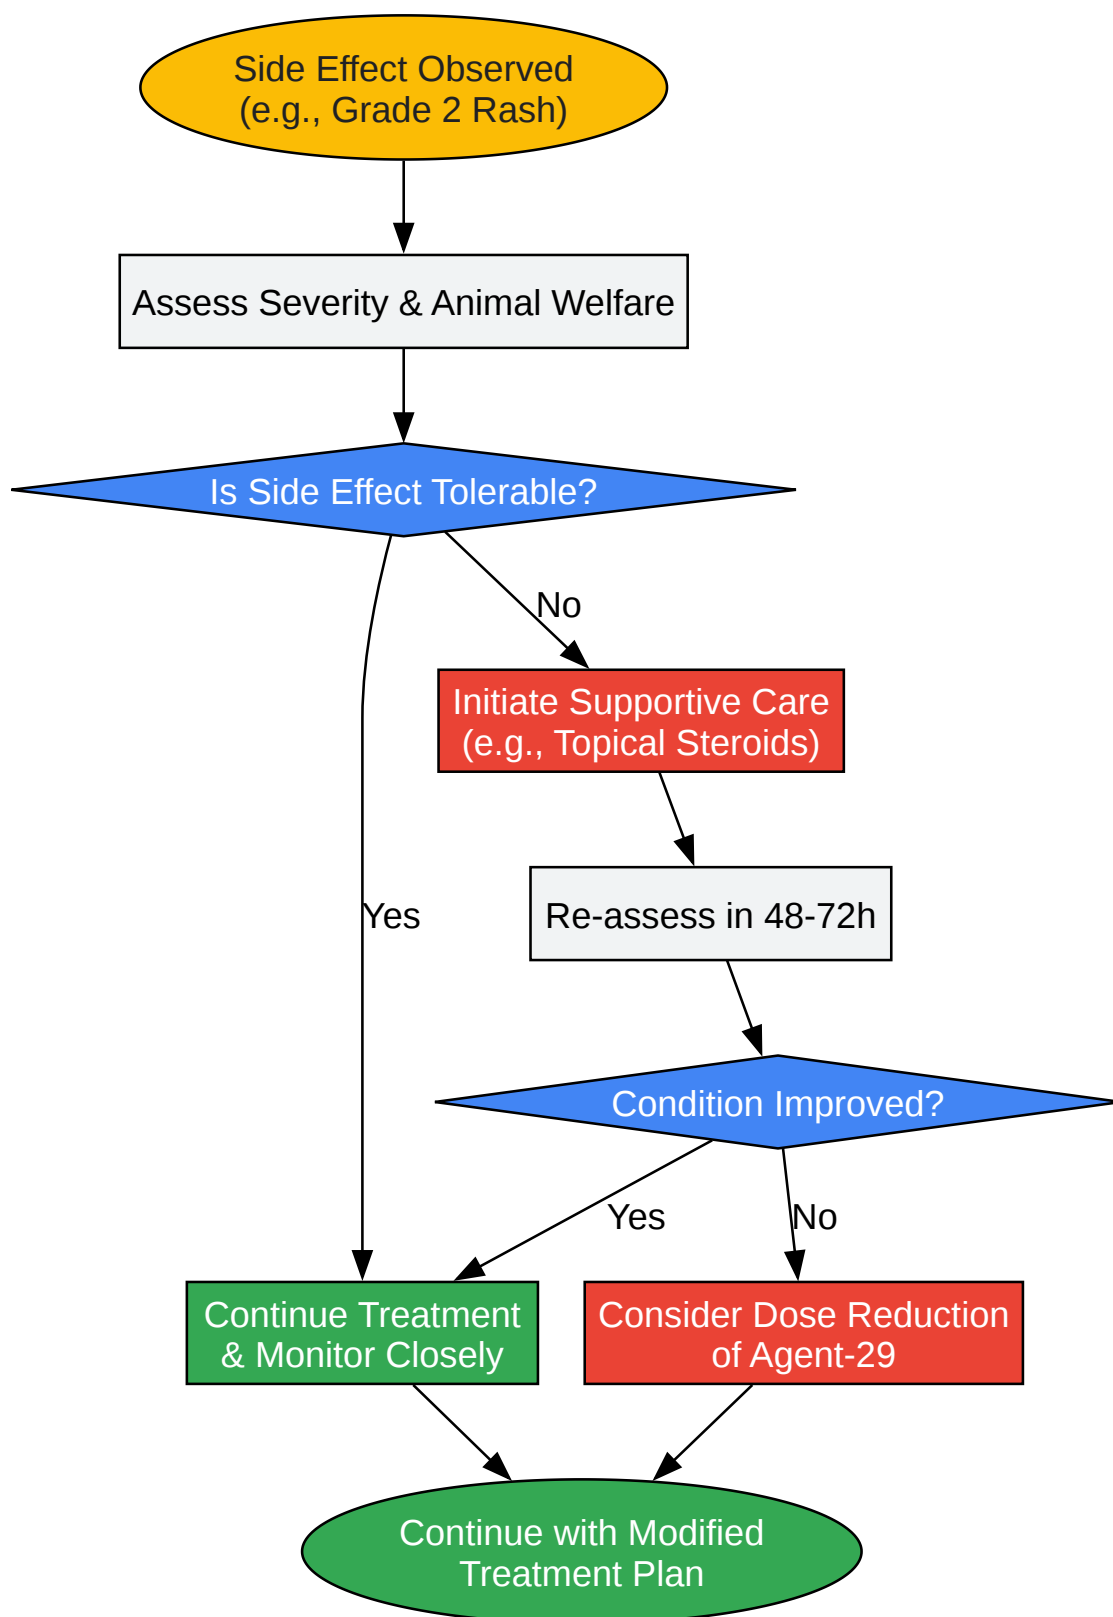 Side Effect Observed
(e.g., Grade 2 Rash)
Assess Severity & Animal Welfare
Is Side Effect Tolerable?
No
Initiate Supportive Care
(e.g., Topical Steroids)
Re-assess in 48-72h
Yes
Condition Improved?
Yes
No
Continue Treatment
& Monitor Closely
Consider Dose Reduction
of Agent-29
Continue with Modified
Treatment Plan